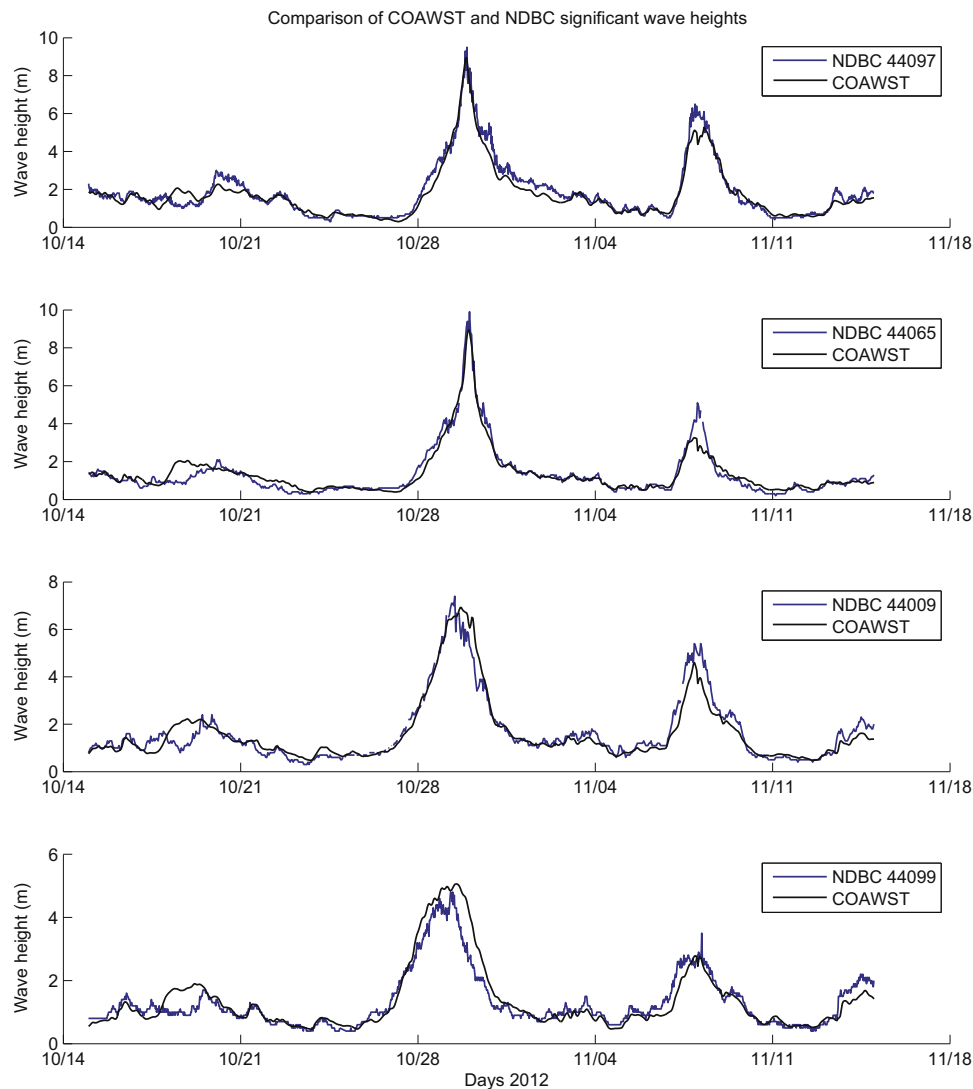 Comparison of COAWST and NDBC significant wave heights
10
8
6
4
2
0
Wave height (m)
NDBC 44097
COAWST
10/14 10/21 10/28 11/04 11/11 11/18
10
8
6
4
2
0
Wave height (m)
NDBC 44065
COAWST
10/14 10/21 10/28 11/04 11/11 11/18
8
6
4
2
0
Wave height (m)
NDBC 44009
COAWST
10/14 10/21 10/28 11/04 11/11 11/18
6
4
2
0
Wave height (m)
NDBC 44099
COAWST
10/14 10/21 10/28 11/04 11/11 11/18
Days 2012